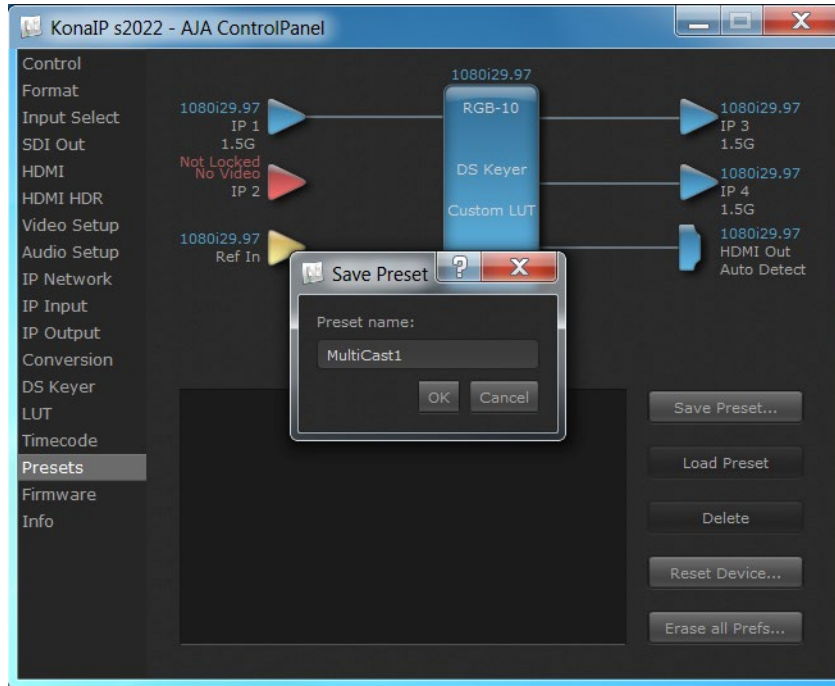 KonaIP s2022 - AJA ControlPanel
Control
Format
Input Select
SDI Out
HDMI
HDMI HDR
Video Setup
Audio Setup
IP Network
IP Input
IP Output
Conversion
DS Keyer
LUT
Timecode
Presets
Firmware
Info
1080i29.97
IP 1
1.5G
Not Locked
No Video
IP 2
1080i29.97
Ref In
1080i29.97
RGB-10
DS Keyer
Custom LUT
1080i29.97
IP 3
1.5G
1080i29.97
IP 4
1.5G
1080i29.97
HDMI Out
Auto Detect
Save Preset
?
X
Preset name:
MultiCast1
OK Cancel
Save Preset...
Load Preset
Delete
Reset Device...
Erase all Prefs...